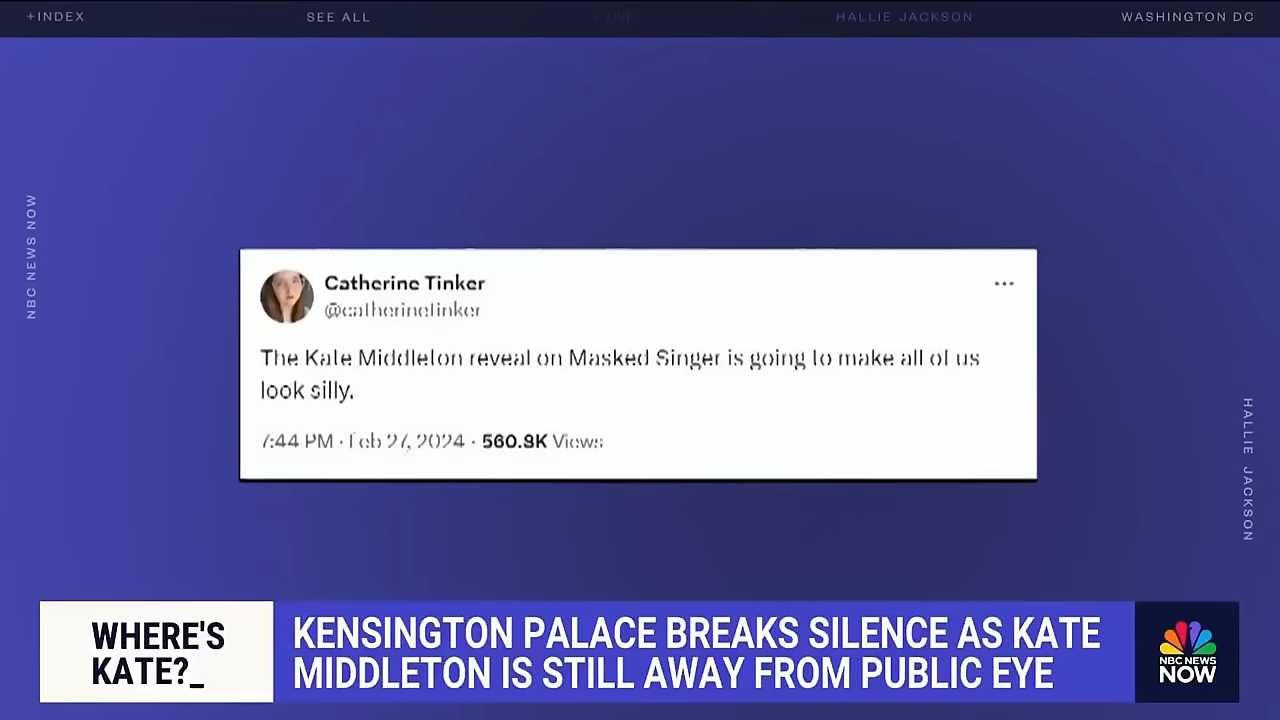 +INDEX
SEE ALL
LIVE
HALLIE JACKSON
WASHINGTON DC
NBC NEWS NOW
Catherine Tinker
@catherinetinker
The Kate Middleton reveal on Masked Singer is going to make all of us
look silly.
7:44 PM · Feb 27, 2024 · 560.8K Views
HALLIE JACKSON
WHERE'S
KATE?_
KENSINGTON PALACE BREAKS SILENCE AS KATE
MIDDLETON IS STILL AWAY FROM PUBLIC EYE
NBC NEWS
NOW